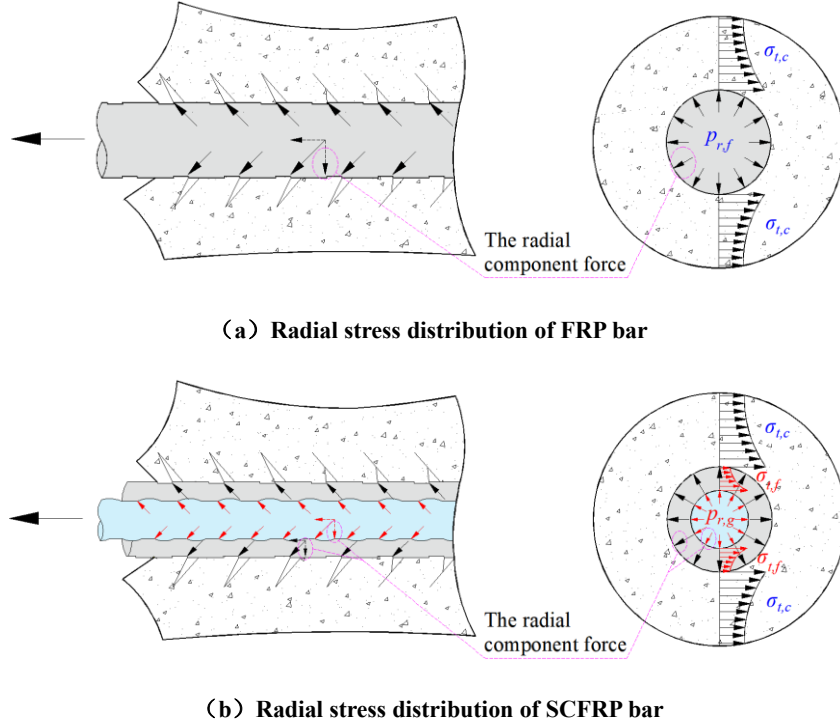 σt,c
pr,f
σt,c
The radial
component force
（a）Radial stress distribution of FRP bar
σt,c
σt,f
pr,g
σt,f
σt,c
The radial
component force
（b）Radial stress distribution of SCFRP bar